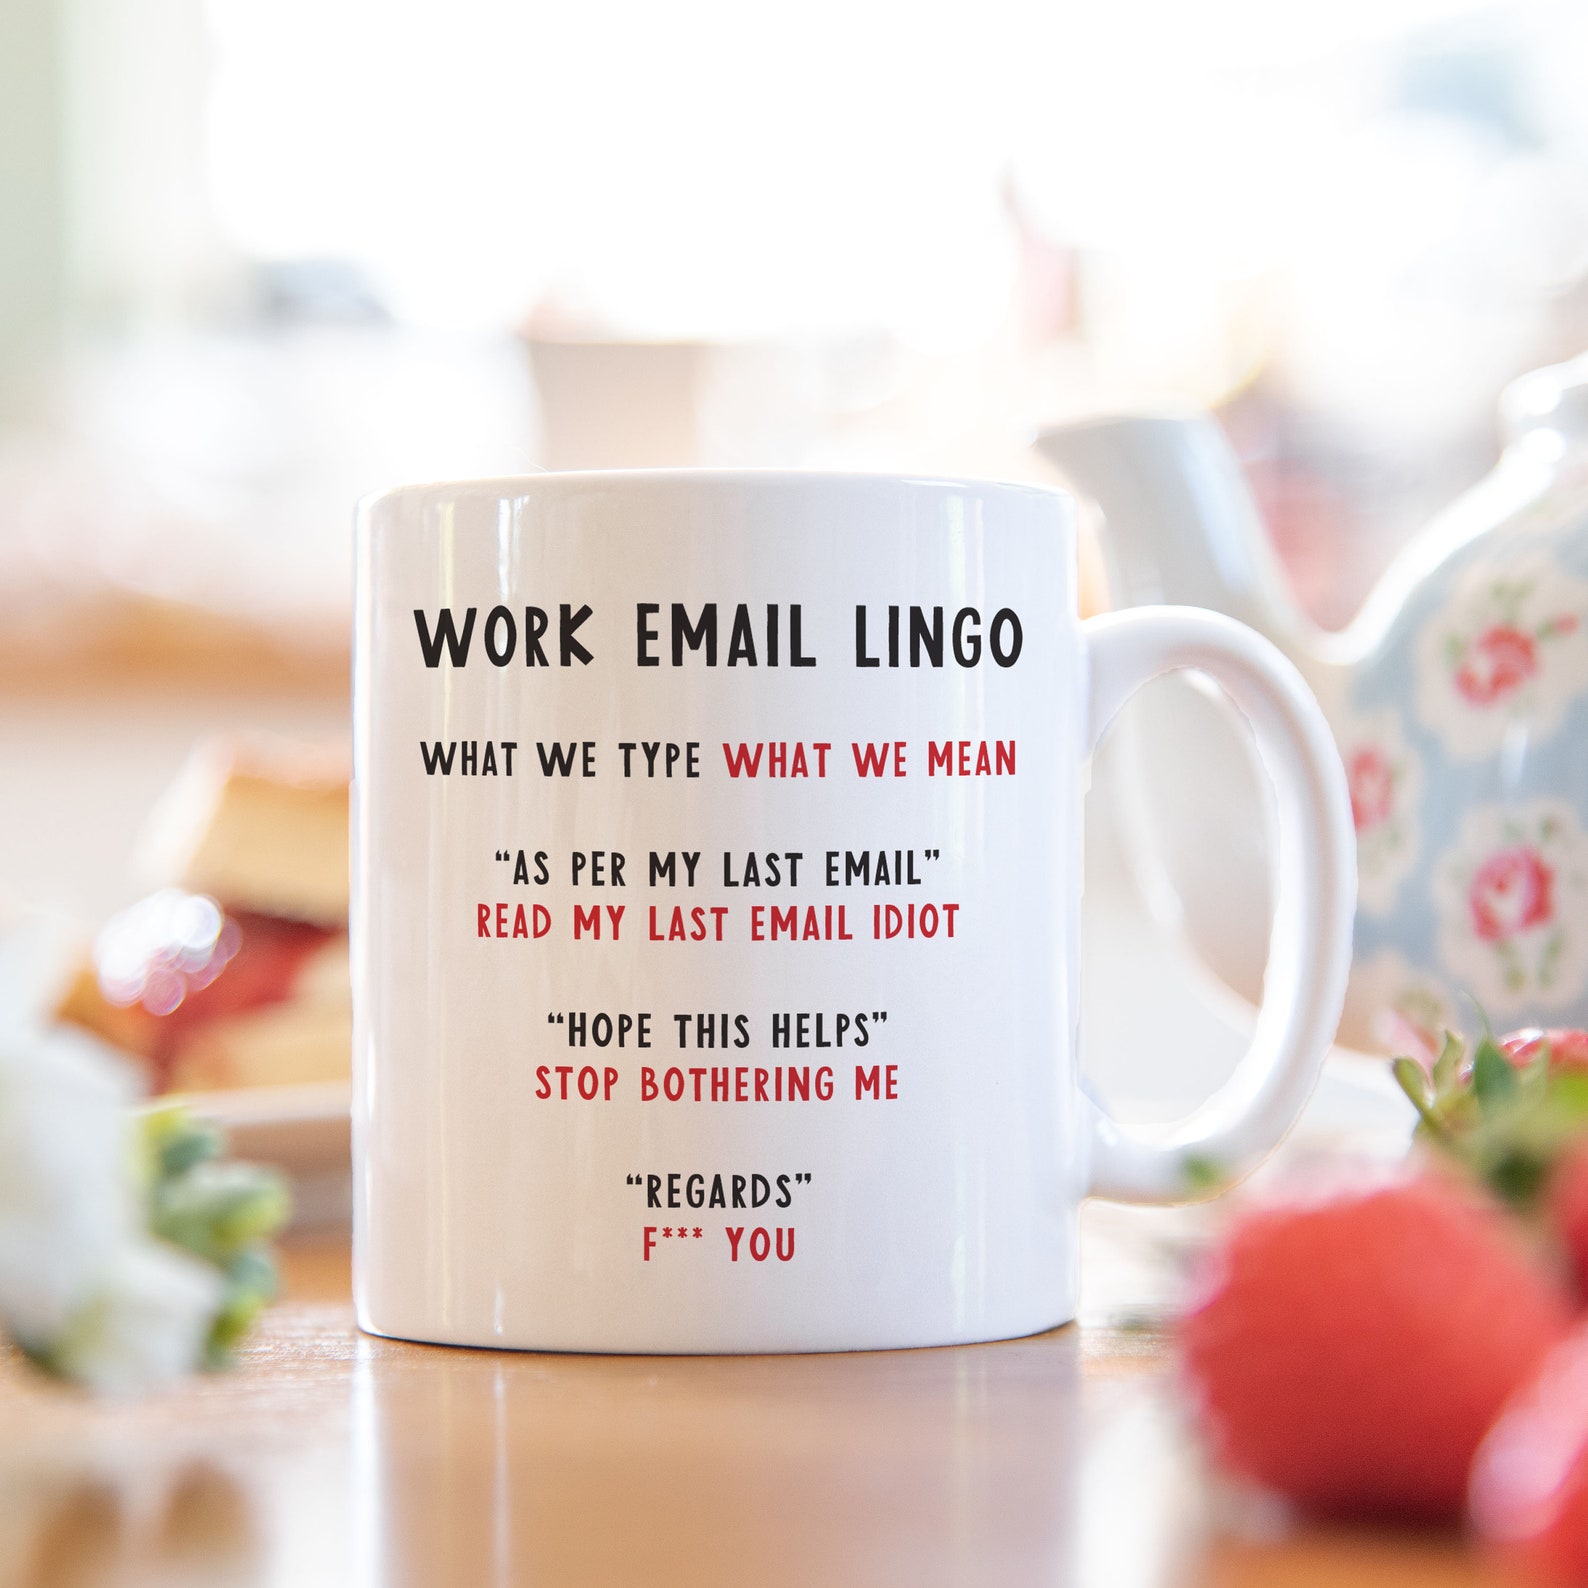 WORK EMAIL LINGO
WHAT WE TYPE WHAT WE MEAN
“AS PER MY LAST EMAIL”
READ MY LAST EMAIL IDIOT
“HOPE THIS HELPS”
STOP BOTHERING ME
“REGARDS”
F*** YOU